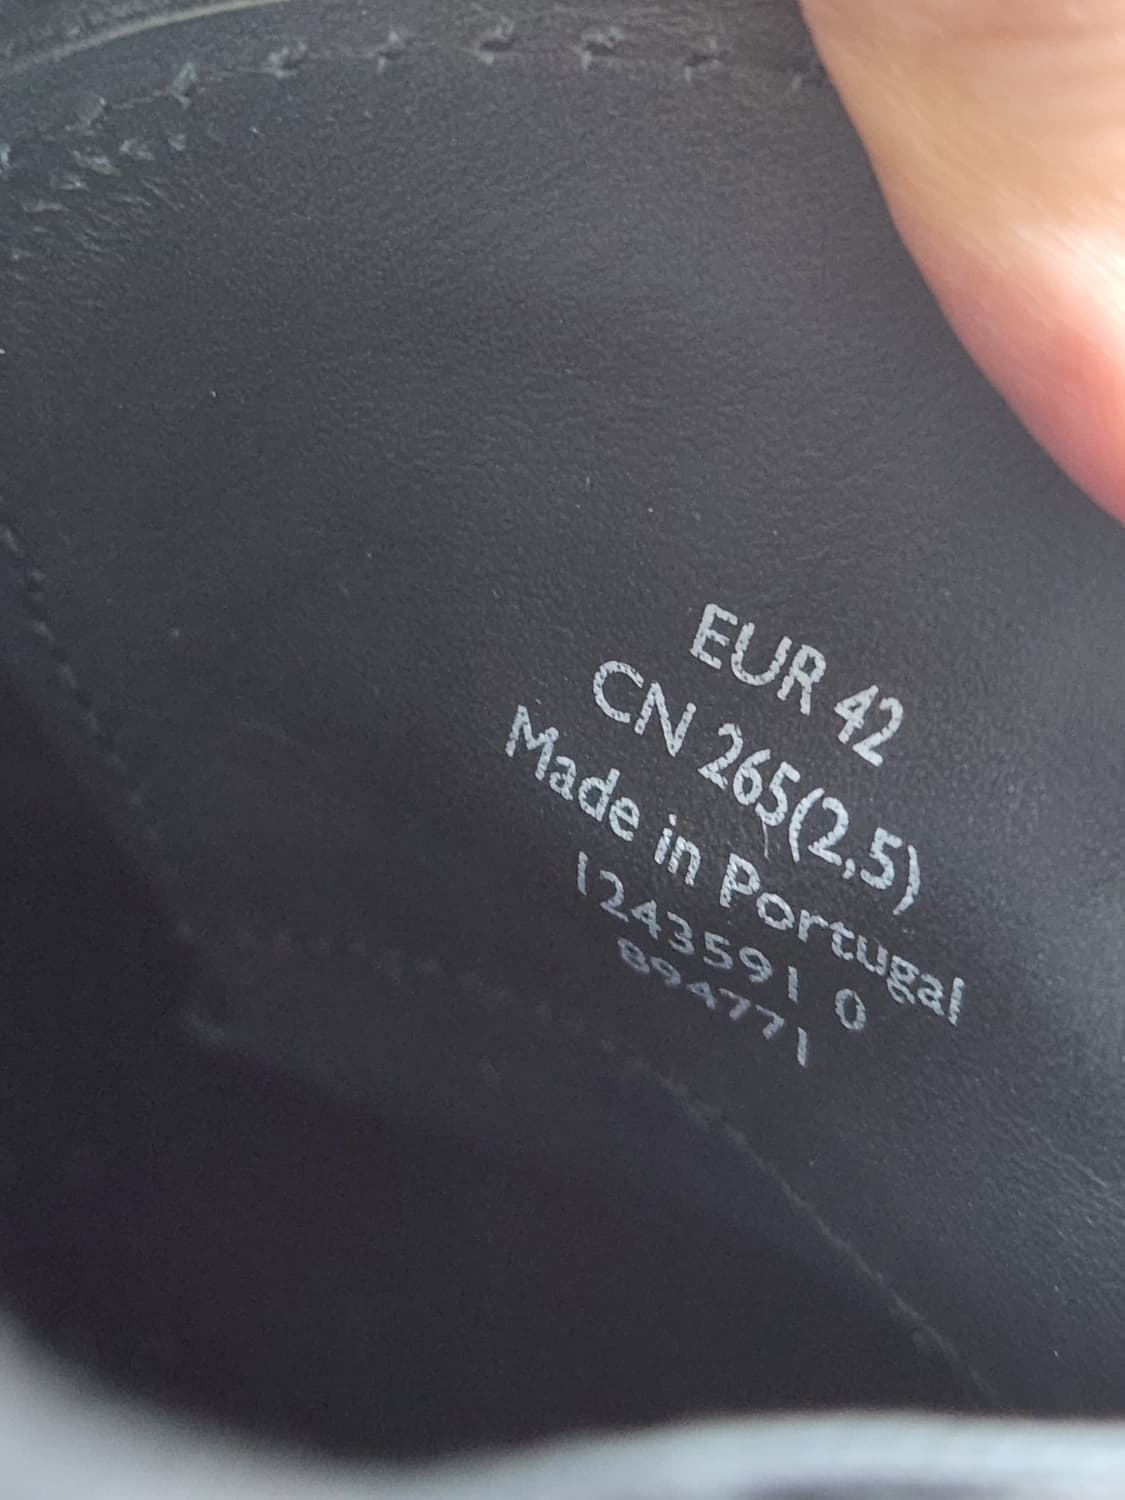 EUR 42
CN 265(2,5)
Made in Portugal
1243591 0
894771